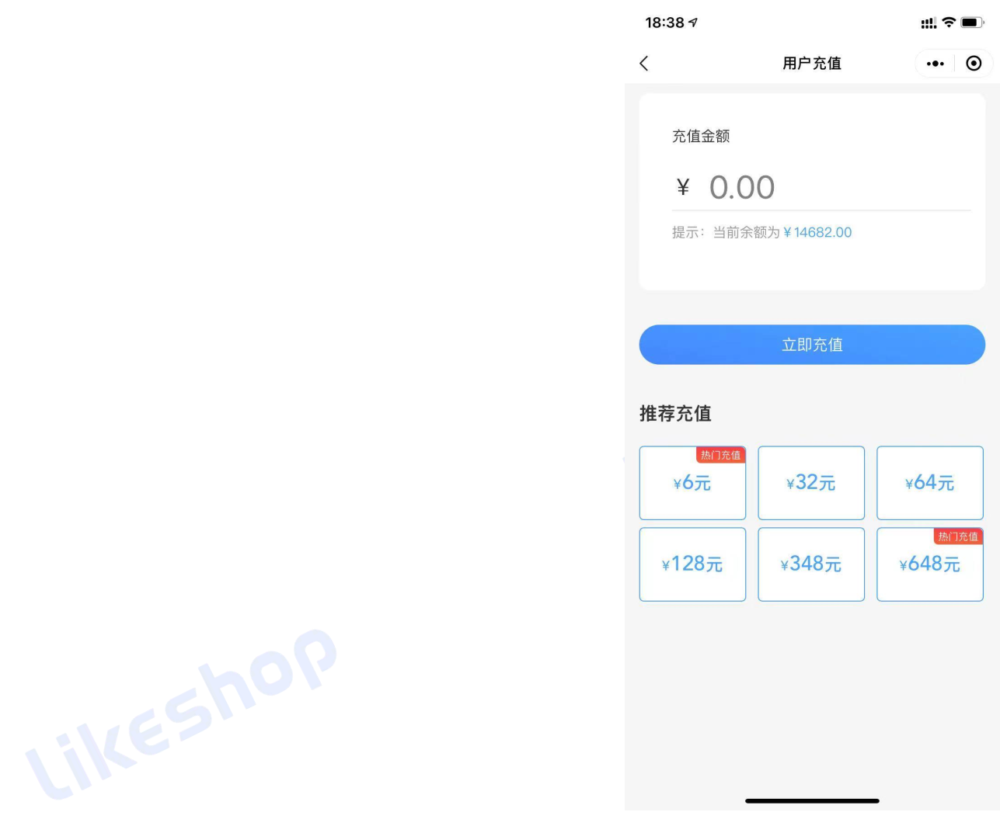 18:38
用户充值
充值金额
¥ 0.00
提示：当前余额为 ¥ 14682.00
立即充值
推荐充值
热门充值
¥6元 ¥32元 ¥64元
热门充值
¥128元 ¥348元 ¥648元
likeshop